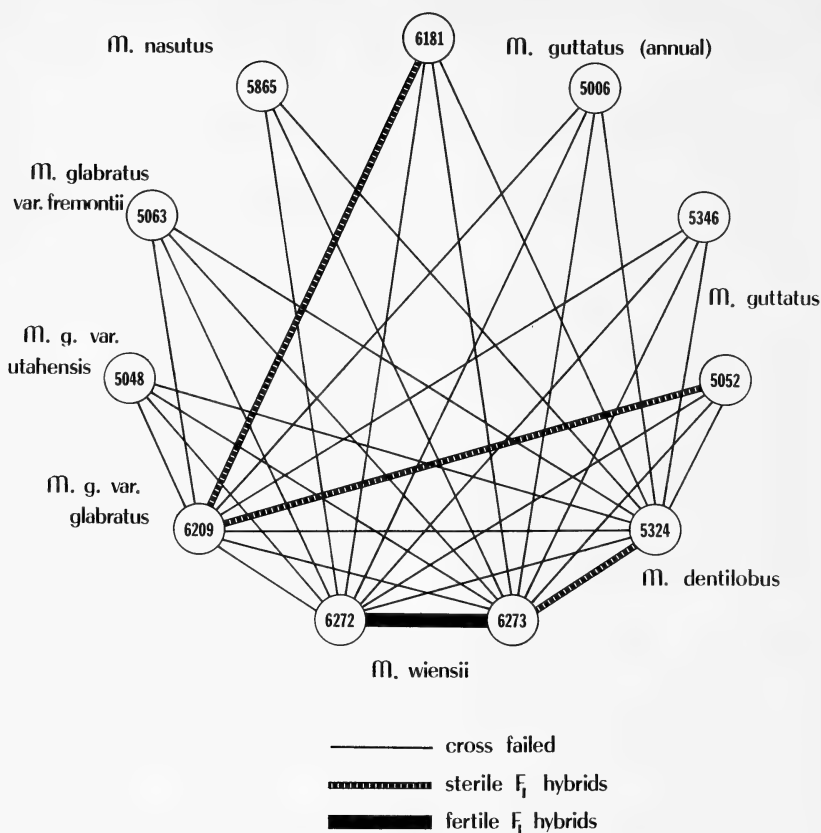 6181
M. nasutus
M. guttatus (annual)
5865
5006
M. glabratus
var. fremontii
5063
5346
M. guttatus
M. g. var.
utahensis
5048
5052
M. g. var.
glabratus
6209
5324
M. dentilobus
6272
6273
M. wiensii
cross failed
sterile F₁ hybrids
fertile F₁ hybrids